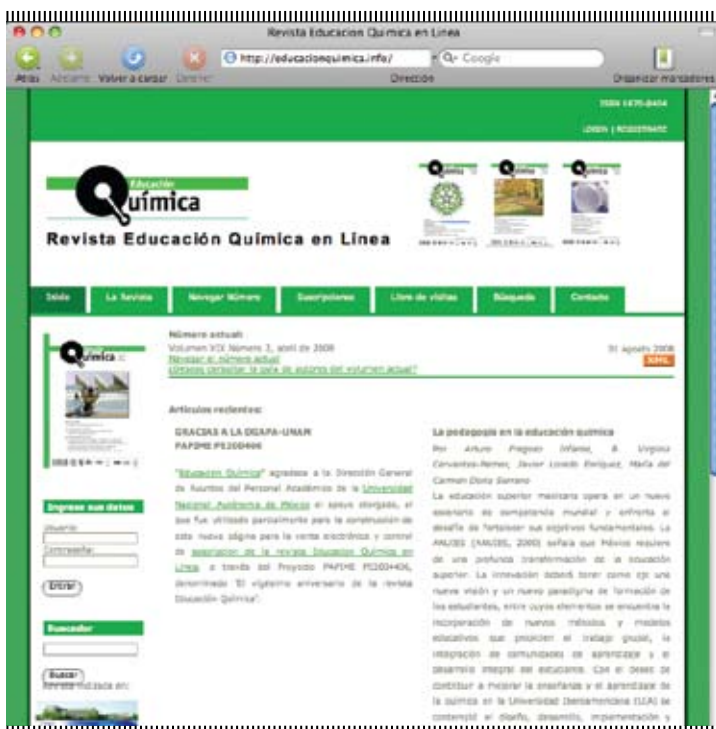 Revista Educacion Quimica en Linea
http://educacionquimica.info/
Google
Atras Adelante Volver a cargar Detener Dirección Organizar marcadores
ISSN 1870-8404
LOGIN | REGISTRATE
Educación
Química
Revista Educación Química en Linea
Inicio La Revista Navegar Número Suscripciones Libro de visitas Búsqueda Contacto
Química
Número actual:
Volumen XIX Número 2, abril de 2008
31 agosto 2008
Navegar el número actual
XML
¿Deseas consultar la guía de autores del volumen actual?
Artículos recientes:
GRACIAS A LA DGAPA-UNAM
PAPIME PE200406
"Educación Química" agradece a la Dirección General
de Asuntos del Personal Académico de la Universidad
Nacional Autónoma de México el apoyo otorgado, el
que fue utilizado parcialmente para la construcción de
esta nueva página para la venta electrónica y control
de suscripción de la revista Educación Química en
Línea, a través del Proyecto PAPIME PE200406,
denominado 'El vigésimo aniversario de la revista
Educación Química'.
La pedagogía en la educación química
Por Arturo Fregoso Infante, R. Virginia
Cervantes-Nemer, Javier Loredo Enríquez, María del
Carmen Doria Serrano
La educación superior mexicana opera en un nuevo
escenario de competencia mundial y enfrenta el
desafío de fortalecer sus objetivos fundamentales. La
ANUIES (ANUIES, 2000) señala que México requiere
de una profunda transformación de la educación
superior. La innovación deberá tener como eje una
nueva visión y un nuevo paradigma de formación de
los estudiantes, entre cuyos elementos se encuentra la
incorporación de nuevos métodos y modelos
educativos que propicien el trabajo grupal, la
integración de comunidades de aprendizaje y el
desarrollo integral del estudiante. Con el deseo de
contribuir a mejorar la enseñanza y el aprendizaje de
la química en la Universidad Iberoamericana (UIA) se
contempló el diseño, desarrollo, implementación y
Ingrese sus datos
Usuario:
Contraseña:
Entrar
Buscador
Buscar
Revista indizada en: